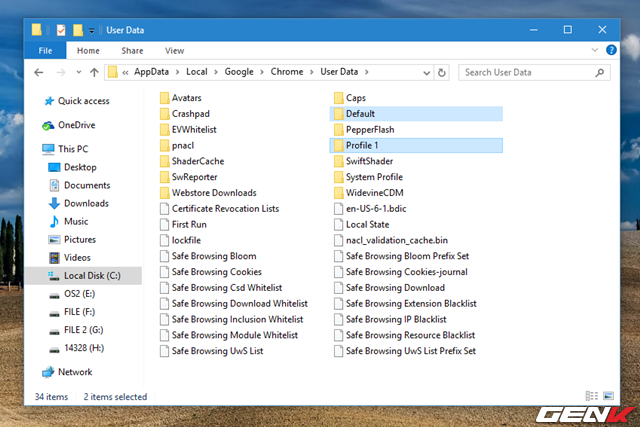 User Data
File Home Share View
« AppData › Local › Google › Chrome › User Data ›
Search User Data
Quick access
OneDrive
This PC
Desktop
Documents
Downloads
Music
Pictures
Videos
Local Disk (C:)
OS2 (E:)
FILE (F:)
FILE 2 (G:)
14328 (H:)
Network
Avatars
Crashpad
EVWhitelist
pnacl
ShaderCache
SwReporter
Webstore Downloads
Certificate Revocation Lists
First Run
lockfile
Safe Browsing Bloom
Safe Browsing Cookies
Safe Browsing Csd Whitelist
Safe Browsing Download Whitelist
Safe Browsing Inclusion Whitelist
Safe Browsing Module Whitelist
Safe Browsing UwS List
Caps
Default
PepperFlash
Profile 1
SwiftShader
System Profile
WidevineCDM
en-US-6-1.bdic
Local State
nacl_validation_cache.bin
Safe Browsing Bloom Prefix Set
Safe Browsing Cookies-journal
Safe Browsing Download
Safe Browsing Extension Blacklist
Safe Browsing IP Blacklist
Safe Browsing Resource Blacklist
Safe Browsing UwS List Prefix Set
34 items 2 items selected
GENK